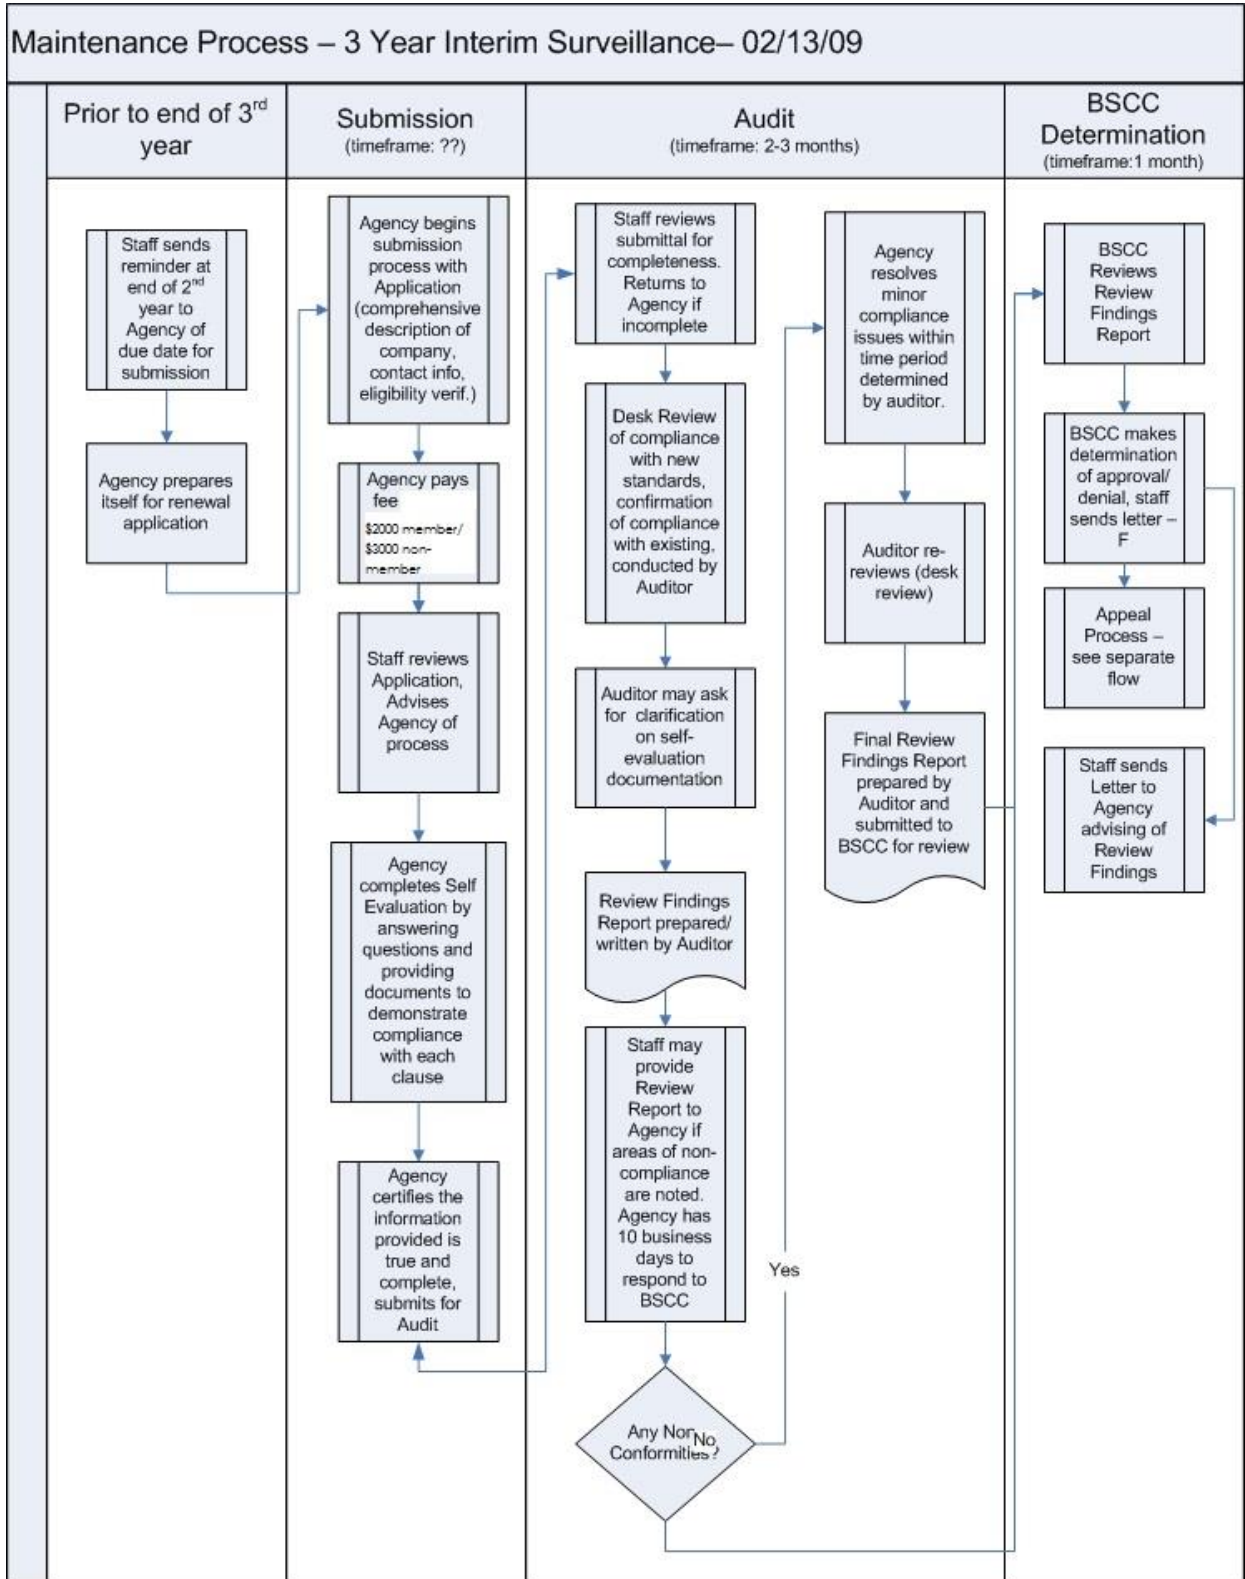 Maintenance Process – 3 Year Interim Surveillance– 02/13/09
Prior to end of 3rd
year
Submission
(timeframe: ??)
Audit
(timeframe: 2-3 months)
BSCC
Determination
(timeframe:1 month)
Staff sends
reminder at
end of 2nd
year to
Agency of
due date for
submission
Agency prepares
itself for renewal
application
Agency begins
submission
process with
Application
(comprehensive
description of
company,
contact info,
eligibility verif.)
Agency pays
fee
$2000 member/
$3000 non-
member
Staff reviews
Application,
Advises
Agency of
process
Agency
completes Self
Evaluation by
answering
questions and
providing
documents to
demonstrate
compliance
with each
clause
Agency
certifies the
information
provided is
true and
complete,
submits for
Audit
Staff reviews
submittal for
completeness.
Returns to
Agency if
incomplete
Desk Review
of compliance
with new
standards,
confirmation
of compliance
with existing,
conducted by
Auditor
Auditor may ask
for clarification
on self-
evaluation
documentation
Review Findings
Report prepared/
written by Auditor
Staff may
provide
Review
Report to
Agency if
areas of non-
compliance
are noted.
Agency has
10 business
days to
respond to
BSCC
Any Non
Conformities?
No
Yes
Agency
resolves
minor
compliance
issues within
time period
determined
by auditor.
Auditor re-
reviews (desk
review)
Final Review
Findings Report
prepared by
Auditor and
submitted to
BSCC for review
BSCC
Reviews
Review
Findings
Report
BSCC makes
determination
of approval/
denial, staff
sends letter –
F
Appeal
Process –
see separate
flow
Staff sends
Letter to
Agency
advising of
Review
Findings